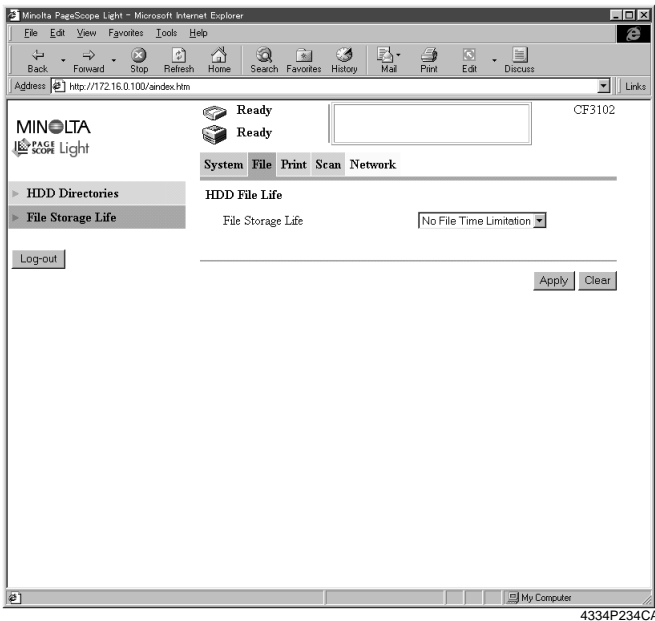 Minolta PageScope Light - Microsoft Internet Explorer
File Edit View Favorites Tools Help
Back Forward Stop Refresh Home Search Favorites History Mail Print Edit Discuss
Address http://172.16.0.100/aindex.htm Links
MINOLTA
PAGE SCOPE Light
Ready
Ready
CF3102
System File Print Scan Network
HDD Directories
File Storage Life
Log-out
HDD File Life
File Storage Life No File Time Limitation
Apply Clear
My Computer
4334P234CA